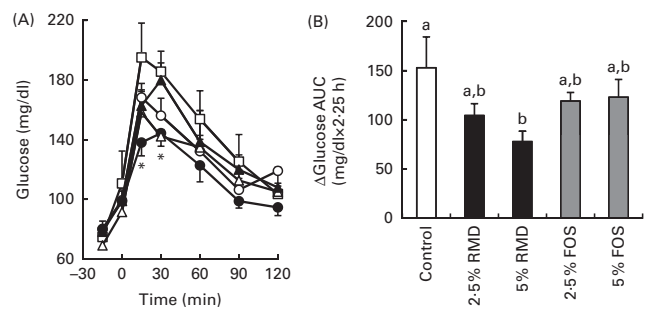 (A)
220
180
140
100
60
Glucose (mg/dl)
* *
−30 0 30 60 90 120
Time (min)
(B)
200
150
100
50
0
ΔGlucose AUC
(mg/dl×2·25 h)
a a,b b a,b a,b
Control
2·5% RMD
5% RMD
2·5% FOS
5% FOS